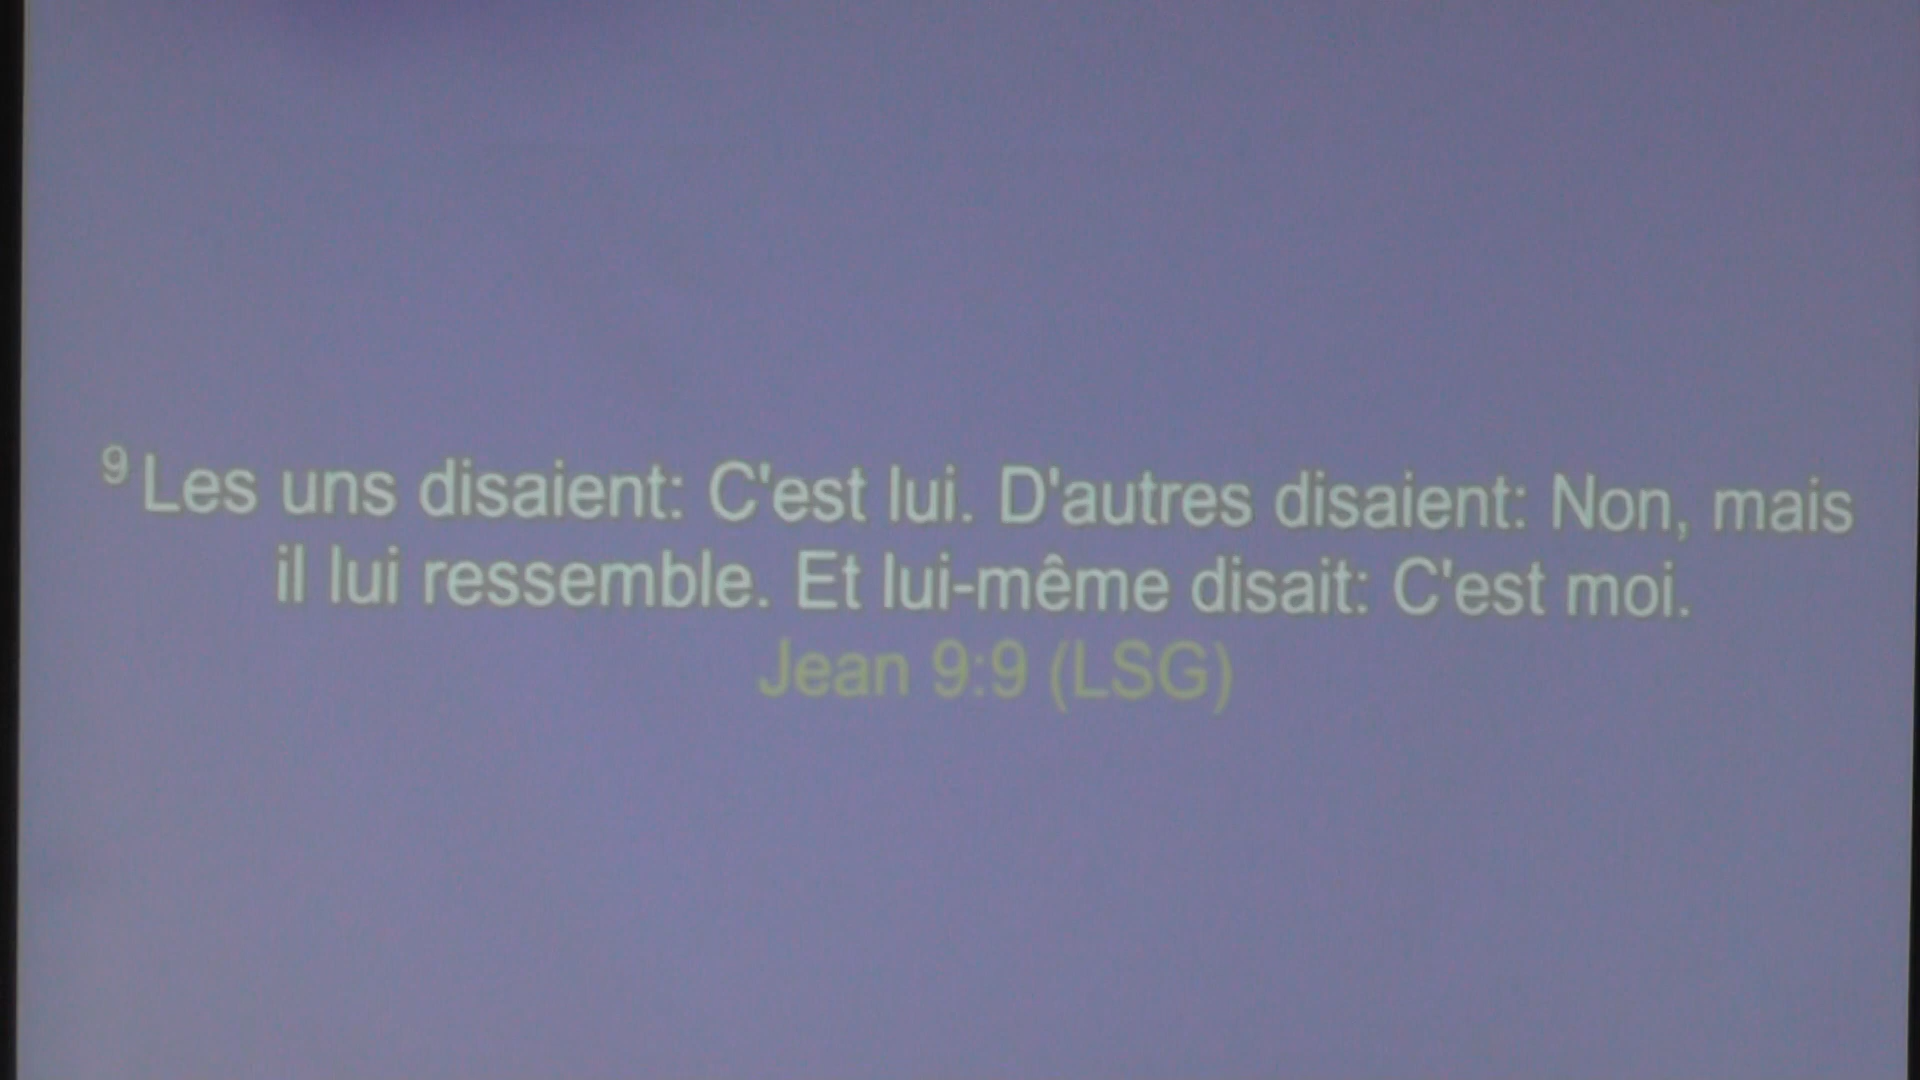 9 Les uns disaient: C'est lui. D'autres disaient: Non, mais
il lui ressemble. Et lui-même disait: C'est moi.
Jean 9:9 (LSG)